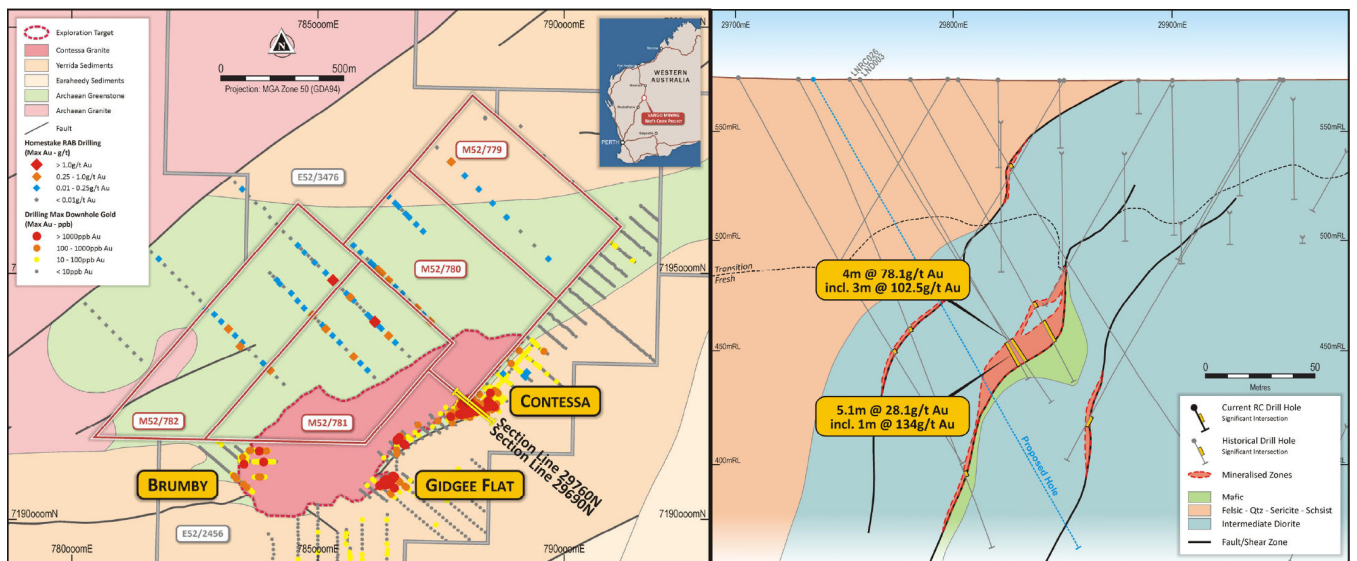 Exploration Target
Contessa Granite
Yerrida Sediments
Earaheedy Sediments
Archaean Greenstone
Archaean Granite
Fault
Homestake RAB Drilling
(Max Au - g/t)
> 1.0g/t Au
0.25 - 1.0g/t Au
0.01 - 0.25g/t Au
< 0.01g/t Au
Drilling Max Downhole Gold
(Max Au - ppb)
> 1000ppb Au
100 - 1000ppb Au
10 - 100ppb Au
< 10ppb Au
785000mE
790000mE
N
0
500m
Projection: MGA Zone 50 (GDA94)
WESTERN
AUSTRALIA
PERTH
VARGO MINING
E52/3476
M52/779
M52/780
7195000mN
M52/782
M52/781
CONTESSA
BRUMBY
GIDGEE FLAT
Section Line 29760N
Section Line 29690N
7190000mN
E52/2456
780000mE
785000mE
790000mE
29700mE
29800mE
29900mE
LNRC026
LND003
550mRL
550mRL
500mRL
500mRL
Transition
Fresh
4m @ 78.1g/t Au
incl. 3m @ 102.5g/t Au
450mRL
450mRL
5.1m @ 28.1g/t Au
incl. 1m @ 134g/t Au
400mRL
Proposed Hole
0
50
Metres
Current RC Drill Hole
Significant Intersection
Historical Drill Hole
Significant Intersection
Mineralised Zones
Mafic
Felsic - Qtz - Sericite - Schsist
Intermediate Diorite
Fault/Shear Zone